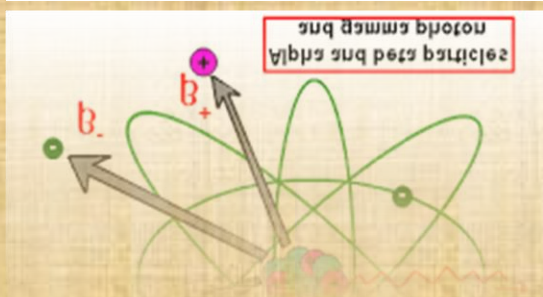 Alpha and beta particles
and gamma photon
β+
β-